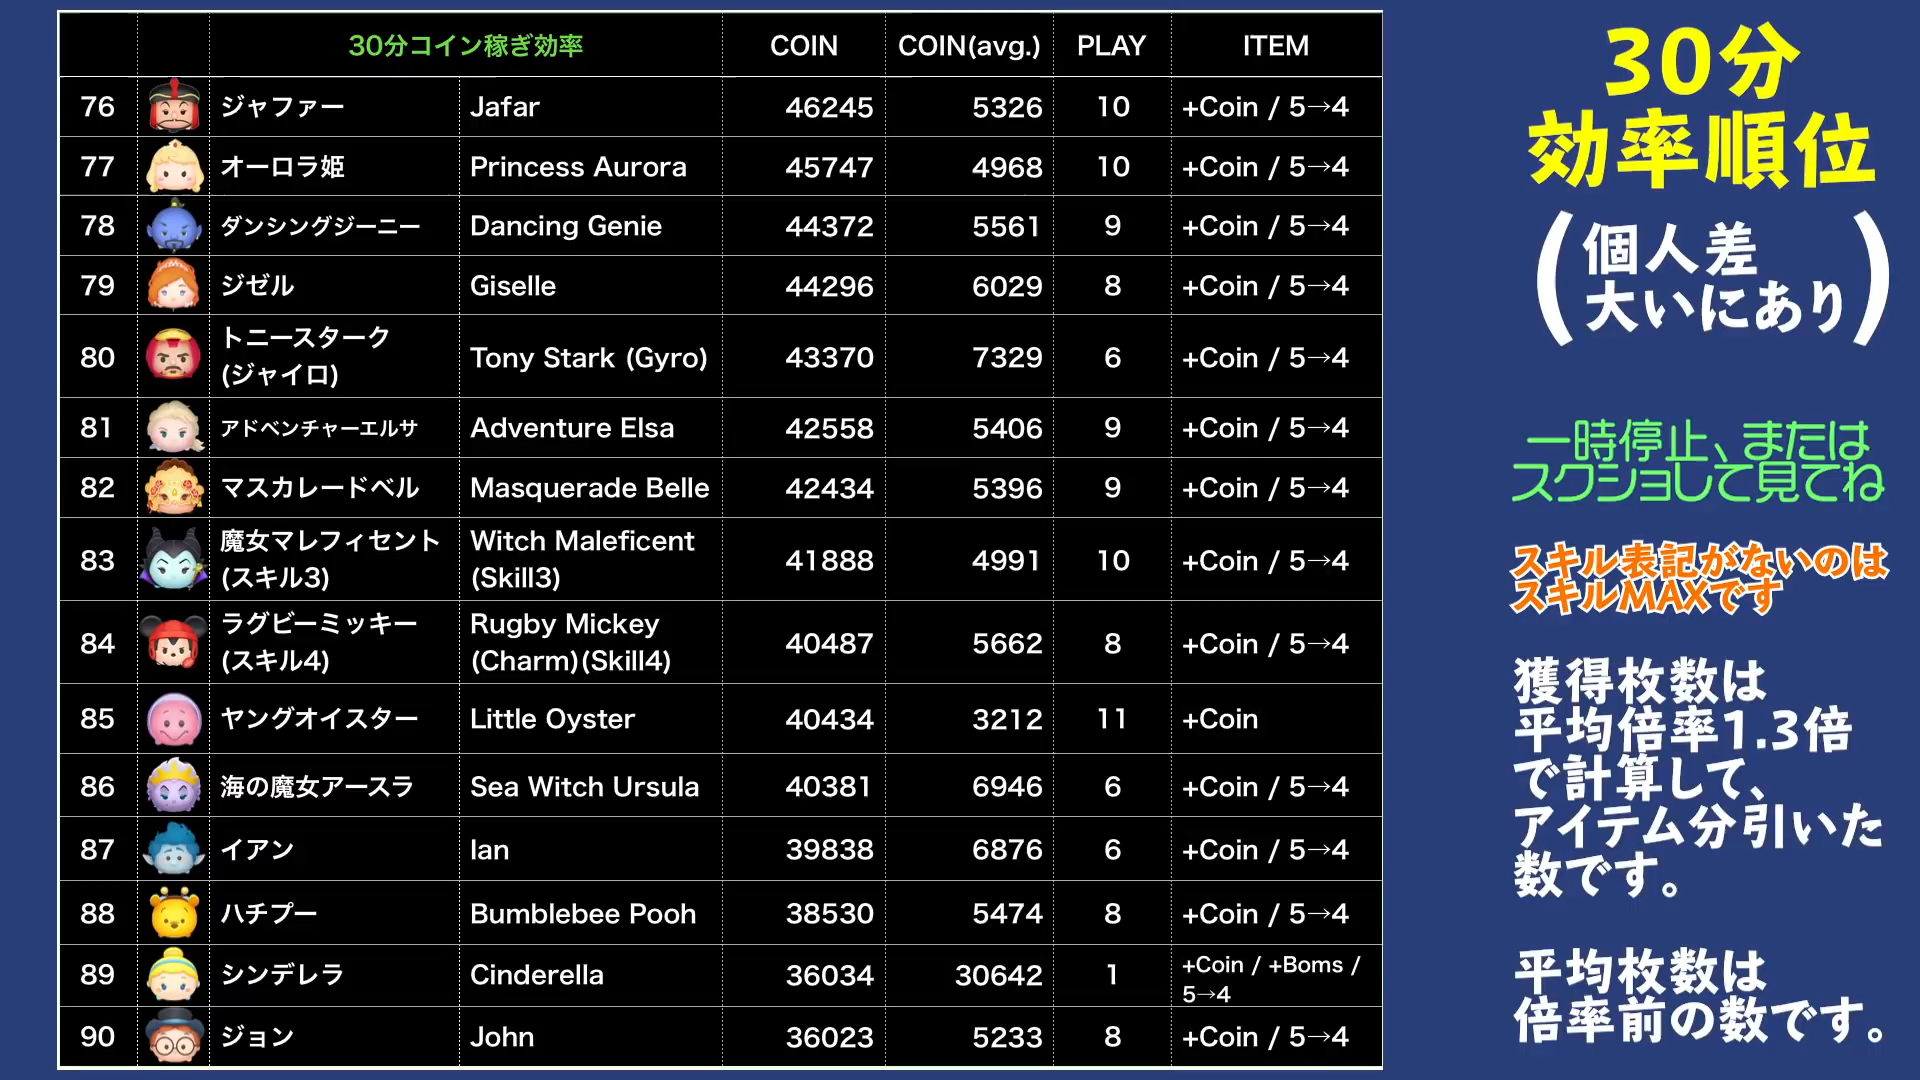 30分コイン稼ぎ効率 COIN COIN(avg.) PLAY ITEM
76 ジャファー Jafar 46245 5326 10 +Coin / 5→4
77 オーロラ姫 Princess Aurora 45747 4968 10 +Coin / 5→4
78 ダンシングジーニー Dancing Genie 44372 5561 9 +Coin / 5→4
79 ジゼル Giselle 44296 6029 8 +Coin / 5→4
80 トニースターク Tony Stark (Gyro) 43370 7329 6 +Coin / 5→4
(ジャイロ)
81 アドベンチャーエルサ Adventure Elsa 42558 5406 9 +Coin / 5→4
82 マスカレードベル Masquerade Belle 42434 5396 9 +Coin / 5→4
83 魔女マレフィセント Witch Maleficent 41888 4991 10 +Coin / 5→4
(スキル3) (Skill3)
84 ラグビーミッキー Rugby Mickey 40487 5662 8 +Coin / 5→4
(スキル4) (Charm)(Skill4)
85 ヤングオイスター Little Oyster 40434 3212 11 +Coin
86 海の魔女アースラ Sea Witch Ursula 40381 6946 6 +Coin / 5→4
87 イアン Ian 39838 6876 6 +Coin / 5→4
88 ハチプー Bumblebee Pooh 38530 5474 8 +Coin / 5→4
89 シンデレラ Cinderella 36034 30642 1 +Coin / +Boms /
5→4
90 ジョン John 36023 5233 8 +Coin / 5→4
30分
効率順位
(個人差
大いにあり)
一時停止、または
スクショして見てね
スキル表記がないのは
スキルMAXです
獲得枚数は
平均倍率1.3倍
で計算して、
アイテム分引いた
数です。
平均枚数は
倍率前の数です。